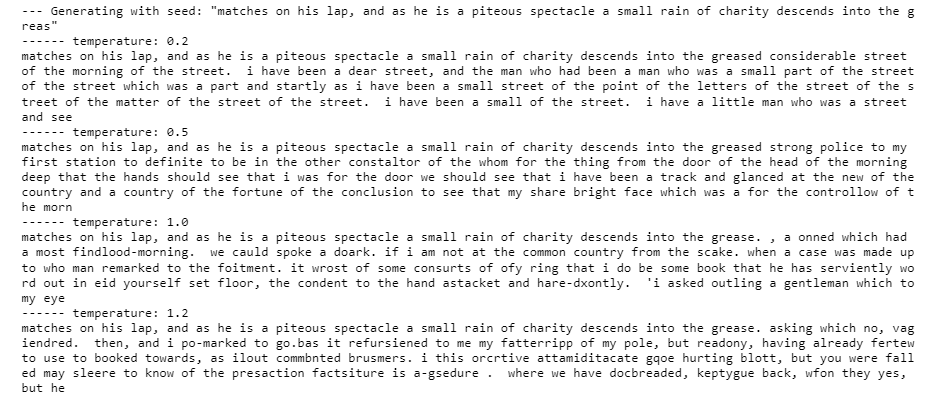 --- Generating with seed: "matches on his lap, and as he is a piteous spectacle a small rain of charity descends into the g
reas"
------ temperature: 0.2
matches on his lap, and as he is a piteous spectacle a small rain of charity descends into the greased considerable street
of the morning of the street.  i have been a dear street, and the man who had been a man who was a small part of the street
of the street which was a part and startly as i have been a small street of the point of the letters of the street of the s
treet of the matter of the street of the street.  i have been a small of the street.  i have a little man who was a street
and see
------ temperature: 0.5
matches on his lap, and as he is a piteous spectacle a small rain of charity descends into the greased strong police to my
first station to definite to be in the other constaltor of the whom for the thing from the door of the head of the morning
deep that the hands should see that i was for the door we should see that i have been a track and glanced at the new of the
country and a country of the fortune of the conclusion to see that my share bright face which was a for the controllow of t
he morn
------ temperature: 1.0
matches on his lap, and as he is a piteous spectacle a small rain of charity descends into the grease. , a onned which had
a most findlood-morning.  we cauld spoke a doark. if i am not at the common country from the scake. when a case was made up
to who man remarked to the foitment. it wrost of some consurts of ofy ring that i do be some book that he has serviently wo
rd out in eid yourself set floor, the condent to the hand astacket and hare-dxontly.  'i asked outling a gentleman which to
my eye
------ temperature: 1.2
matches on his lap, and as he is a piteous spectacle a small rain of charity descends into the grease. asking which no, vag
iendred.  then, and i po-marked to go.bas it refursiened to me my fatterripp of my pole, but readony, having already fertew
to use to booked towards, as ilout commbnted brusmers. i this orcrtive attamiditacate gqoe hurting blott, but you were fall
ed may sleere to know of the presaction factsiture is a-gsedure .  where we have docbreaded, keptygue back, wfon they yes,
but he